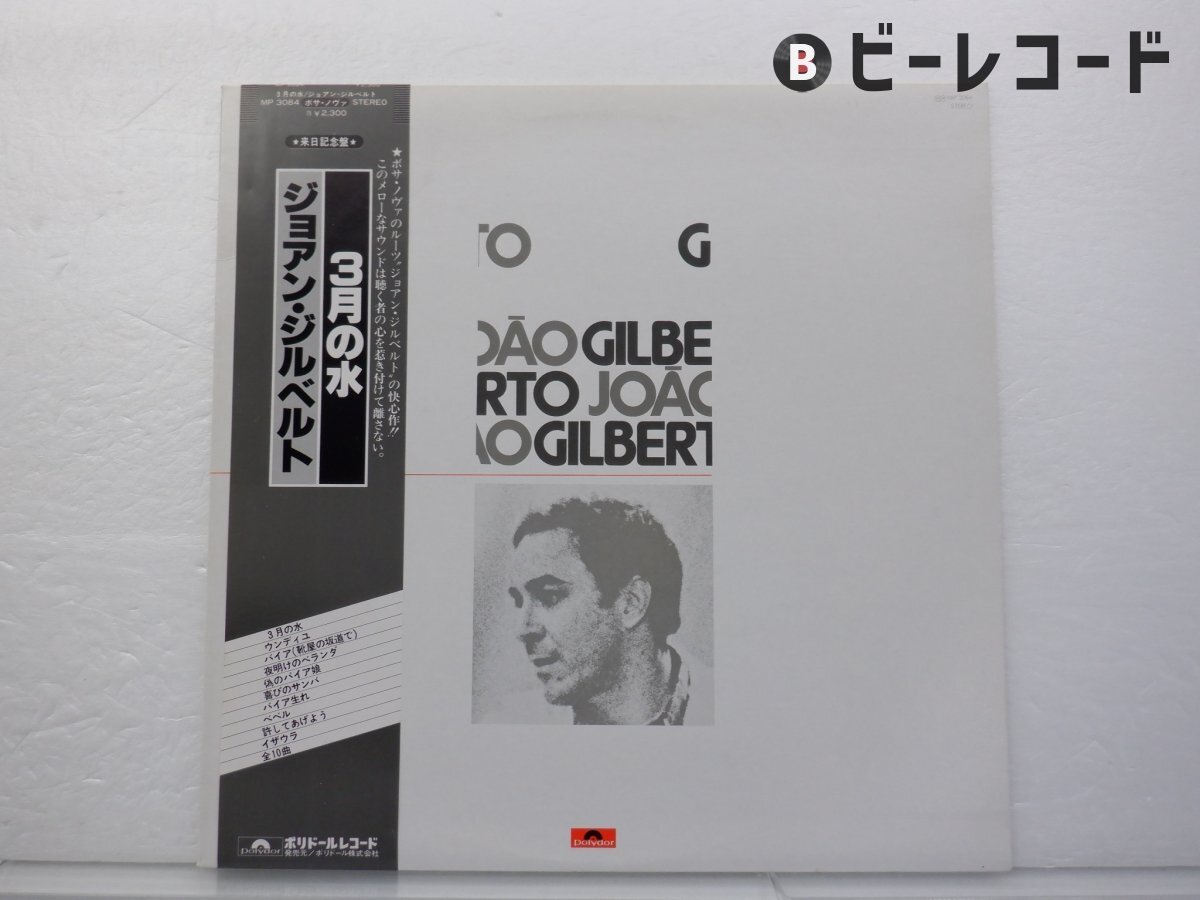 B ビーレコード
3月の水/ジョアン・ジルベルト
MP 3084 ボサ・ノヴァ STEREO
¥2,300
★来日記念盤★
★ボサ・ノヴァのルーツ"ジョアン・ジルベルト"の快心作!!
このメローなサウンドは聴く者の心を惹き付けて離さない。
3月の水
ジョアン・ジルベルト
TO G
OÃO GILBE
RTO JOÃO
ÃO GILBERT
3月の水
ウンディユ
バイア(靴屋の坂道で)
夜明けのベランダ
偽のバイア娘
喜びのサンバ
バイア生れ
ベベル
許してあげよう
イザウラ
全10曲
Polydor ポリドールレコード
発売元/ポリドール株式会社
Polydor
STEREO